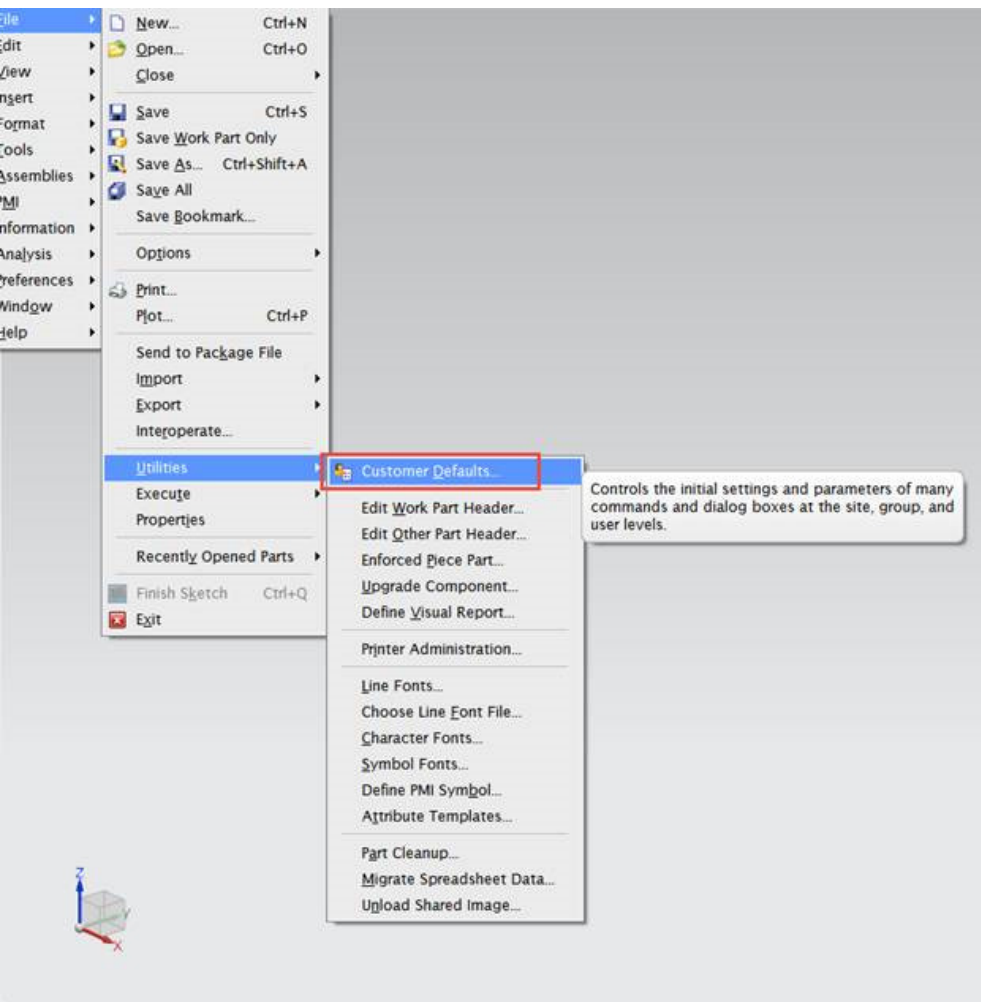 File
Edit
View
Insert
Format
Tools
Assemblies
PMI
Information
Analysis
Preferences
Window
Help
New... Ctrl+N
Open... Ctrl+O
Close
Save Ctrl+S
Save Work Part Only
Save As... Ctrl+Shift+A
Save All
Save Bookmark...
Options
Print...
Plot... Ctrl+P
Send to Package File
Import
Export
Interoperate...
Utilities
Execute
Properties
Recently Opened Parts
Finish Sketch Ctrl+Q
Exit
Customer Defaults...
Edit Work Part Header...
Edit Other Part Header...
Enforced Piece Part...
Upgrade Component...
Define Visual Report...
Printer Administration...
Line Fonts...
Choose Line Font File...
Character Fonts...
Symbol Fonts...
Define PMI Symbol...
Attribute Templates...
Part Cleanup...
Migrate Spreadsheet Data...
Unload Shared Image...
Controls the initial settings and parameters of many
commands and dialog boxes at the site, group, and
user levels.
Z
Y
X